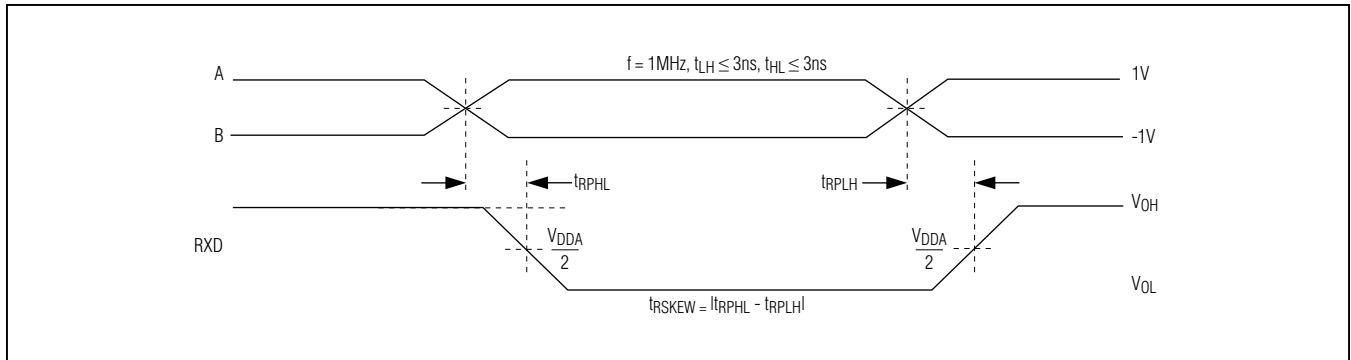 f = 1MHz, tLH ≤ 3ns, tHL ≤ 3ns
A
1V
B
-1V
tRPHL
tRPLH
VOH
RXD
VDDA
2
VDDA
2
VOL
tRSKEW = |tRPHL - tRPLH|